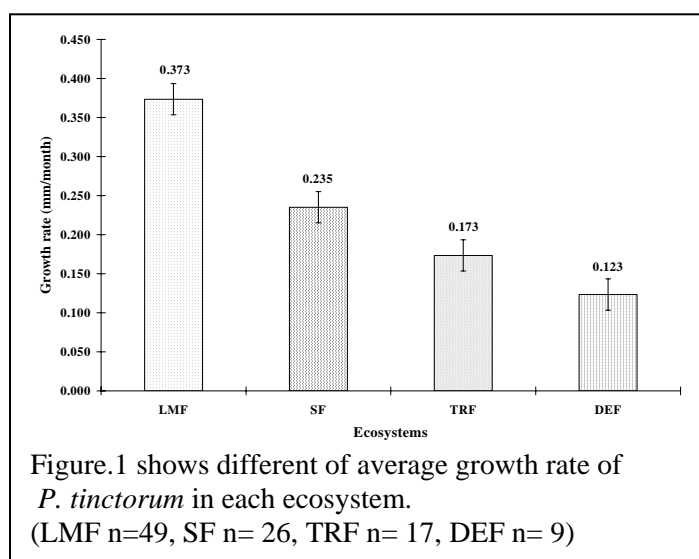 0.450
0.400
0.350
0.300
0.250
0.200
0.150
0.100
0.050
0.000
Growth rate (mm/month)
0.373
0.235
0.173
0.123
LMF SF TRF DEF
Ecosystems
Figure.1 shows different of average growth rate of
P. tinctorum in each ecosystem.
(LMF n=49, SF n= 26, TRF n= 17, DEF n= 9)